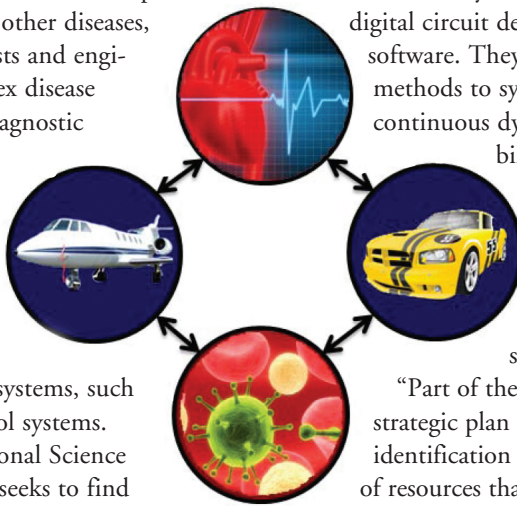 other diseases,
sts and engi-
ex disease
agnostic
systems, such
ol systems.
onal Science
seeks to find
digital circuit de
software. They
methods to sy
continuous dy
bi
s
“Part of the
strategic plan
identification
of resources tha
55